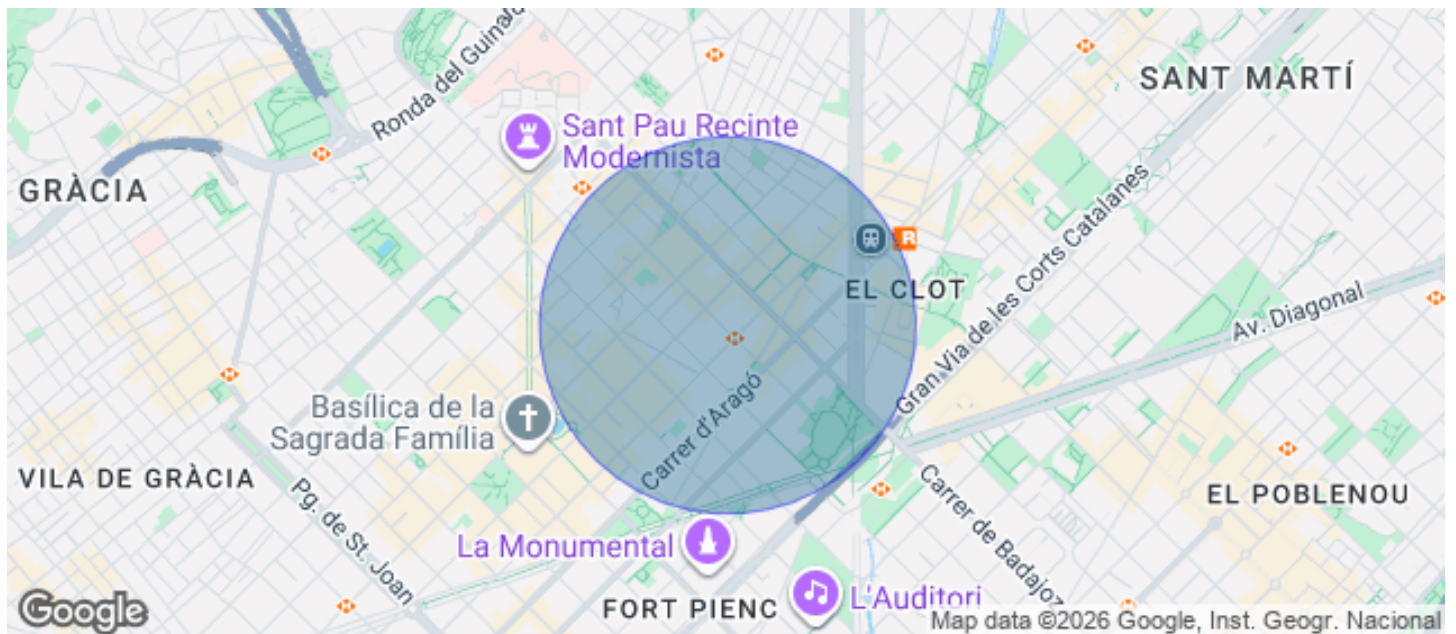 Ronda del Guinardó
SANT MARTÍ
Sant Pau Recinte
Modernista
GRÀCIA
R
EL CLOT
Gran Via de les Corts Catalanes
Av. Diagonal
Basílica de la
Sagrada Família
Carrer d'Aragó
VILA DE GRÀCIA
Pg. de St. Joan
Carrer de Badajoz
EL POBLENOU
La Monumental
FORT PIENC
L'Auditori
Google
Map data ©2026 Google, Inst. Geogr. Nacional